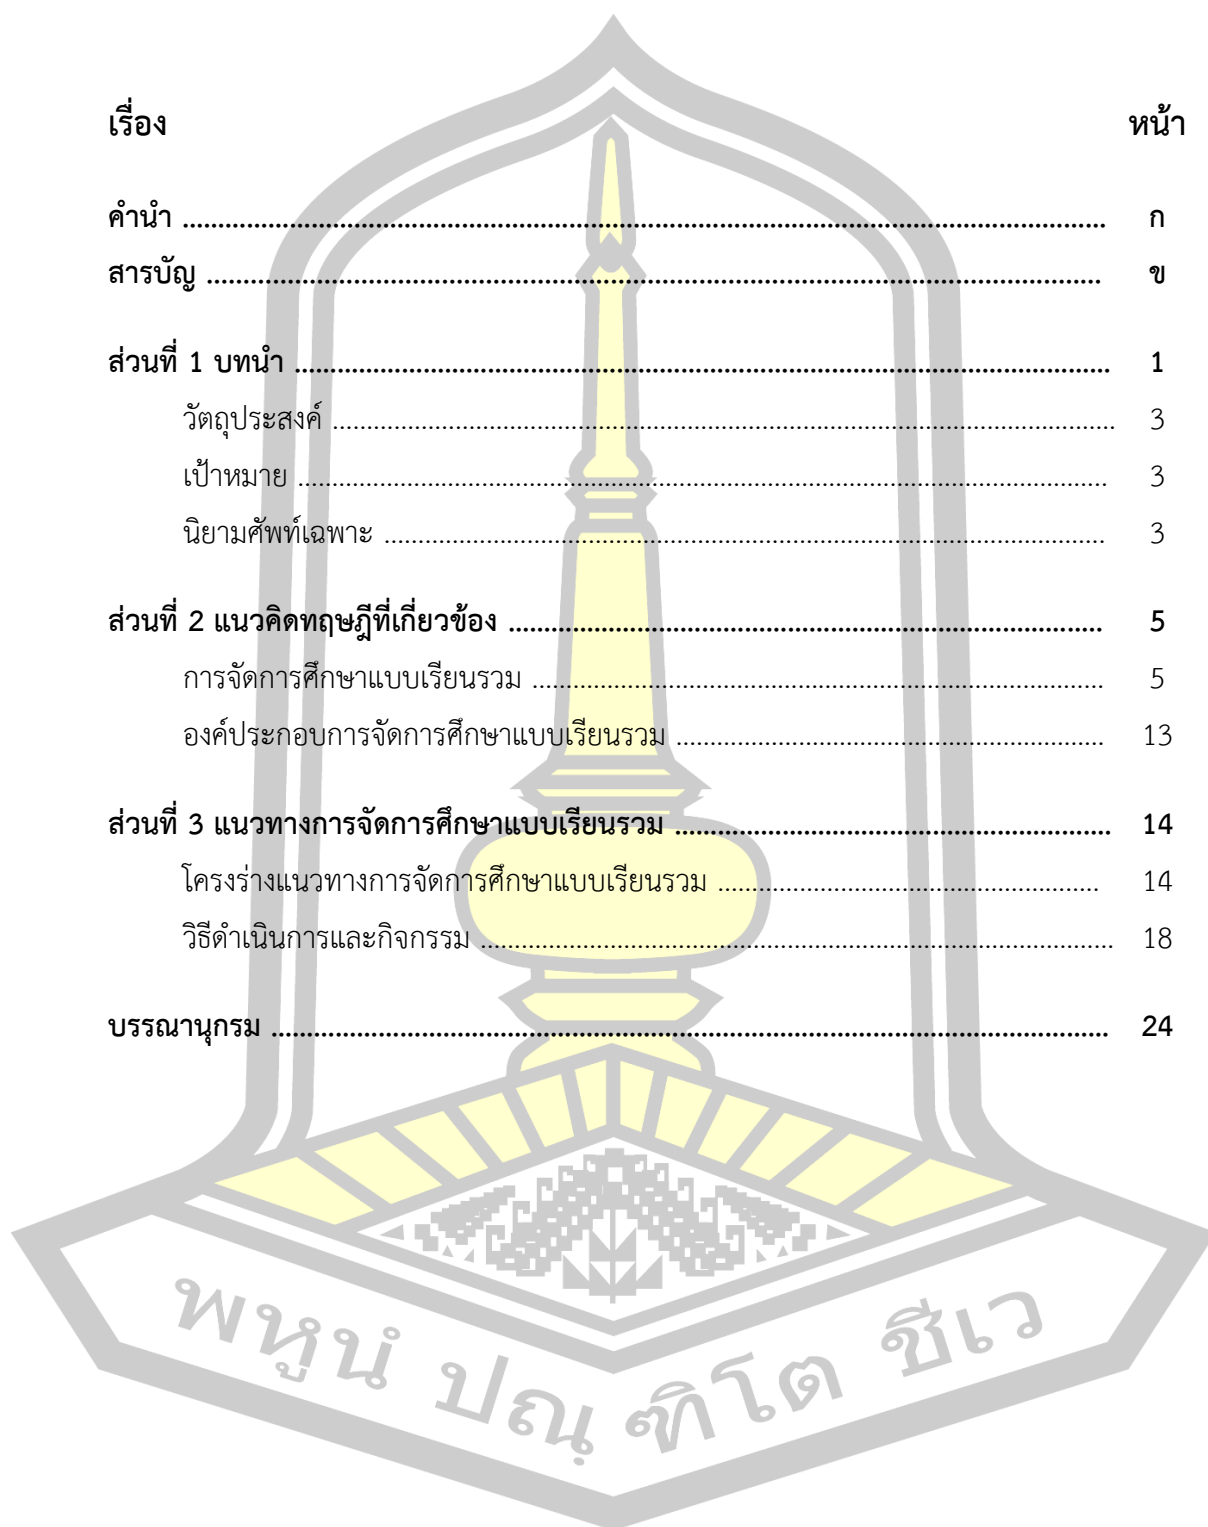 เรื่อง หน้า
คำนำ ........................................................................................................................ ก
สารบัญ ..................................................................................................................... ข
ส่วนที่ 1 บทนำ .......................................................................................................... 1
วัตถุประสงค์ ...................................................................................................... 3
เป้าหมาย .......................................................................................................... 3
นิยามศัพท์เฉพาะ ............................................................................................... 3
ส่วนที่ 2 แนวคิดทฤษฎีที่เกี่ยวข้อง .............................................................................. 5
การจัดการศึกษาแบบเรียนรวม ........................................................................... 5
องค์ประกอบการจัดการศึกษาแบบเรียนรวม ........................................................ 13
ส่วนที่ 3 แนวทางการจัดการศึกษาแบบเรียนรวม ......................................................... 14
โครงร่างแนวทางการจัดการศึกษาแบบเรียนรวม .................................................. 14
วิธีดำเนินการและกิจกรรม .................................................................................. 18
บรรณานุกรม ............................................................................................................. 24
พหูนํ ปณฺฑิโต ชีเว